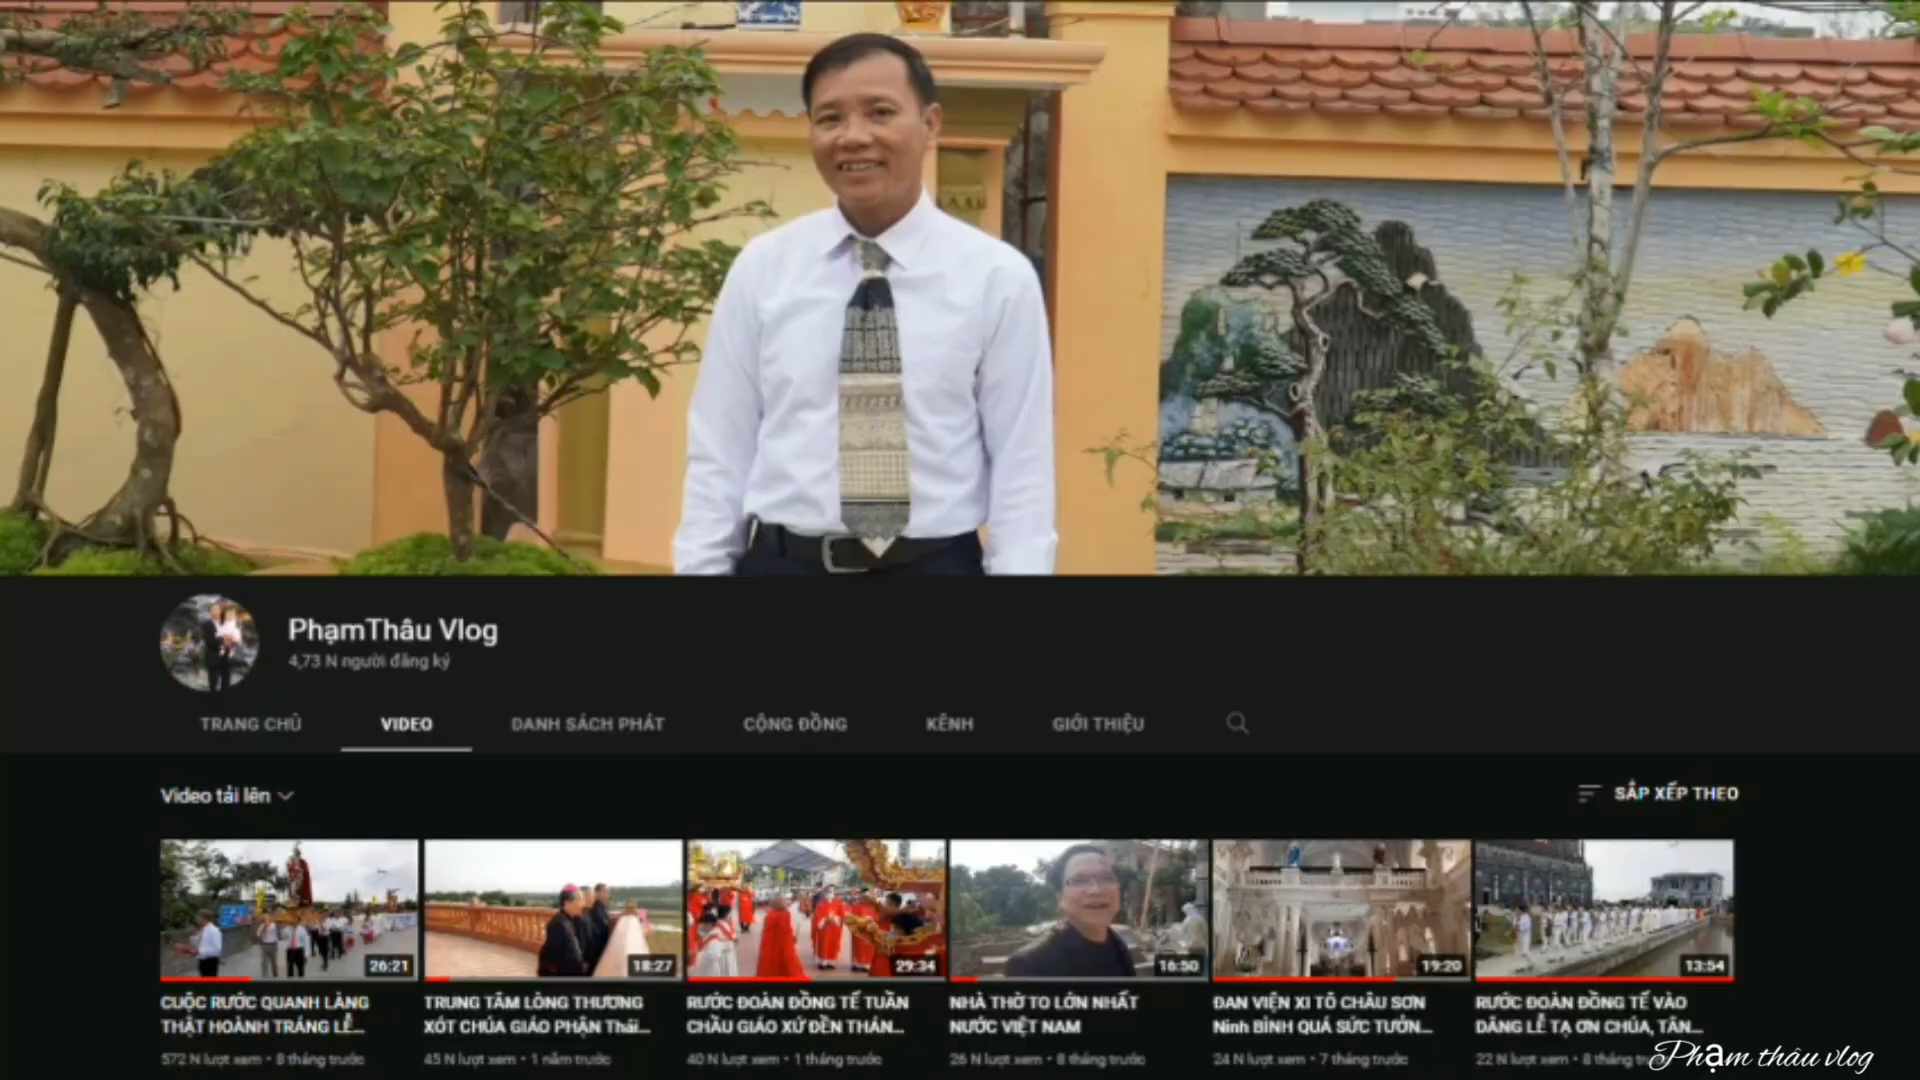 PhạmThâu Vlog
4,73 N người đăng ký
TRANG CHỦ
VIDEO
DANH SÁCH PHÁT
CỘNG ĐỒNG
KÊNH
GIỚI THIỆU
Video tải lên
SẮP XẾP THEO
26:21
18:27
29:34
16:50
19:20
13:54
CUỘC RƯỚC QUANH LÀNG
THẬT HOÀNH TRÁNG LỄ...
572 N lượt xem • 8 tháng trước
TRUNG TÂM LÒNG THƯƠNG
XÓT CHÚA GIÁO PHẬN Thái...
45 N lượt xem • 1 năm trước
RƯỚC ĐOÀN ĐỒNG TẾ TUẦN
CHẦU GIÁO XỨ ĐỀN THÁN...
40 N lượt xem • 1 tháng trước
NHÀ THỜ TO LỚN NHẤT
NƯỚC VIỆT NAM
26 N lượt xem • 8 tháng trước
ĐAN VIỆN XI TÔ CHÂU SƠN
Ninh BÌNH QUÁ SỨC TƯỞN...
24 N lượt xem • 7 tháng trước
RƯỚC ĐOÀN ĐỒNG TẾ VÀO
DÂNG LỄ TẠ ƠN CHÚA, TÂN...
22 N lượt xem • 8 tháng
Phạm thâu vlog